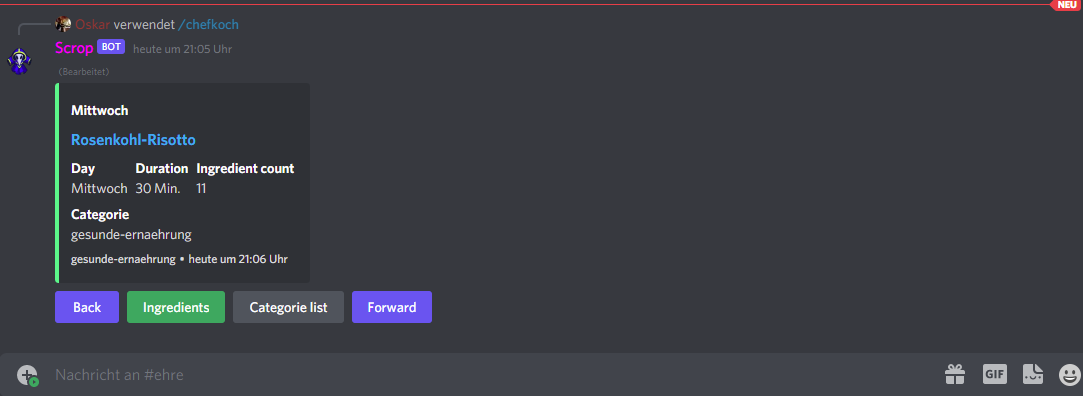 NEU
Oskar verwendet /chefkoch
Scrop BOT heute um 21:05 Uhr
(Bearbeitet)
Mittwoch
Rosenkohl-Risotto
Day Duration Ingredient count
Mittwoch 30 Min. 11
Categorie
gesunde-ernaehrung
gesunde-ernaehrung • heute um 21:06 Uhr
Back Ingredients Categorie list Forward
Nachricht an #ehre GIF